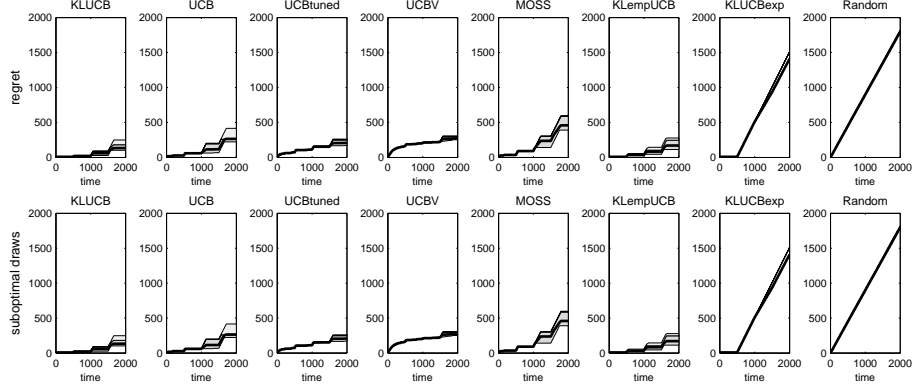 KLUCB UCB UCBtuned UCBV MOSS KLempUCB KLUCBexp Random
2000 2000 2000 2000 2000 2000 2000 2000
1500 1500 1500 1500 1500 1500 1500 1500
regret
1000 1000 1000 1000 1000 1000 1000 1000
500 500 500 500 500 500 500 500
0 0 0 0 0 0 0 0
0 1000 2000 0 1000 2000 0 1000 2000 0 1000 2000 0 1000 2000 0 1000 2000 0 1000 2000 0 1000 2000
time time time time time time time time
KLUCB UCB UCBtuned UCBV MOSS KLempUCB KLUCBexp Random
2000 2000 2000 2000 2000 2000 2000 2000
1500 1500 1500 1500 1500 1500 1500 1500
suboptimal draws
1000 1000 1000 1000 1000 1000 1000 1000
500 500 500 500 500 500 500 500
0 0 0 0 0 0 0 0
0 1000 2000 0 1000 2000 0 1000 2000 0 1000 2000 0 1000 2000 0 1000 2000 0 1000 2000 0 1000 2000
time time time time time time time time